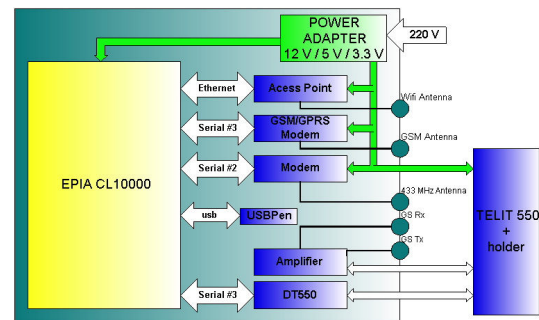 POWER
ADAPTER
12 V / 5 V / 3.3 V
220 V
Ethernet
Acess Point
Wifi Antenna
Serial #3
GSM/GPRS
Modem
GSM Antenna
Serial #2
Modem
EPIA CL10000
TELIT 550
+
holder
433 MHz Antenna
usb
USBPen
GS Rx
GS Tx
Amplifier
Serial #3
DT550